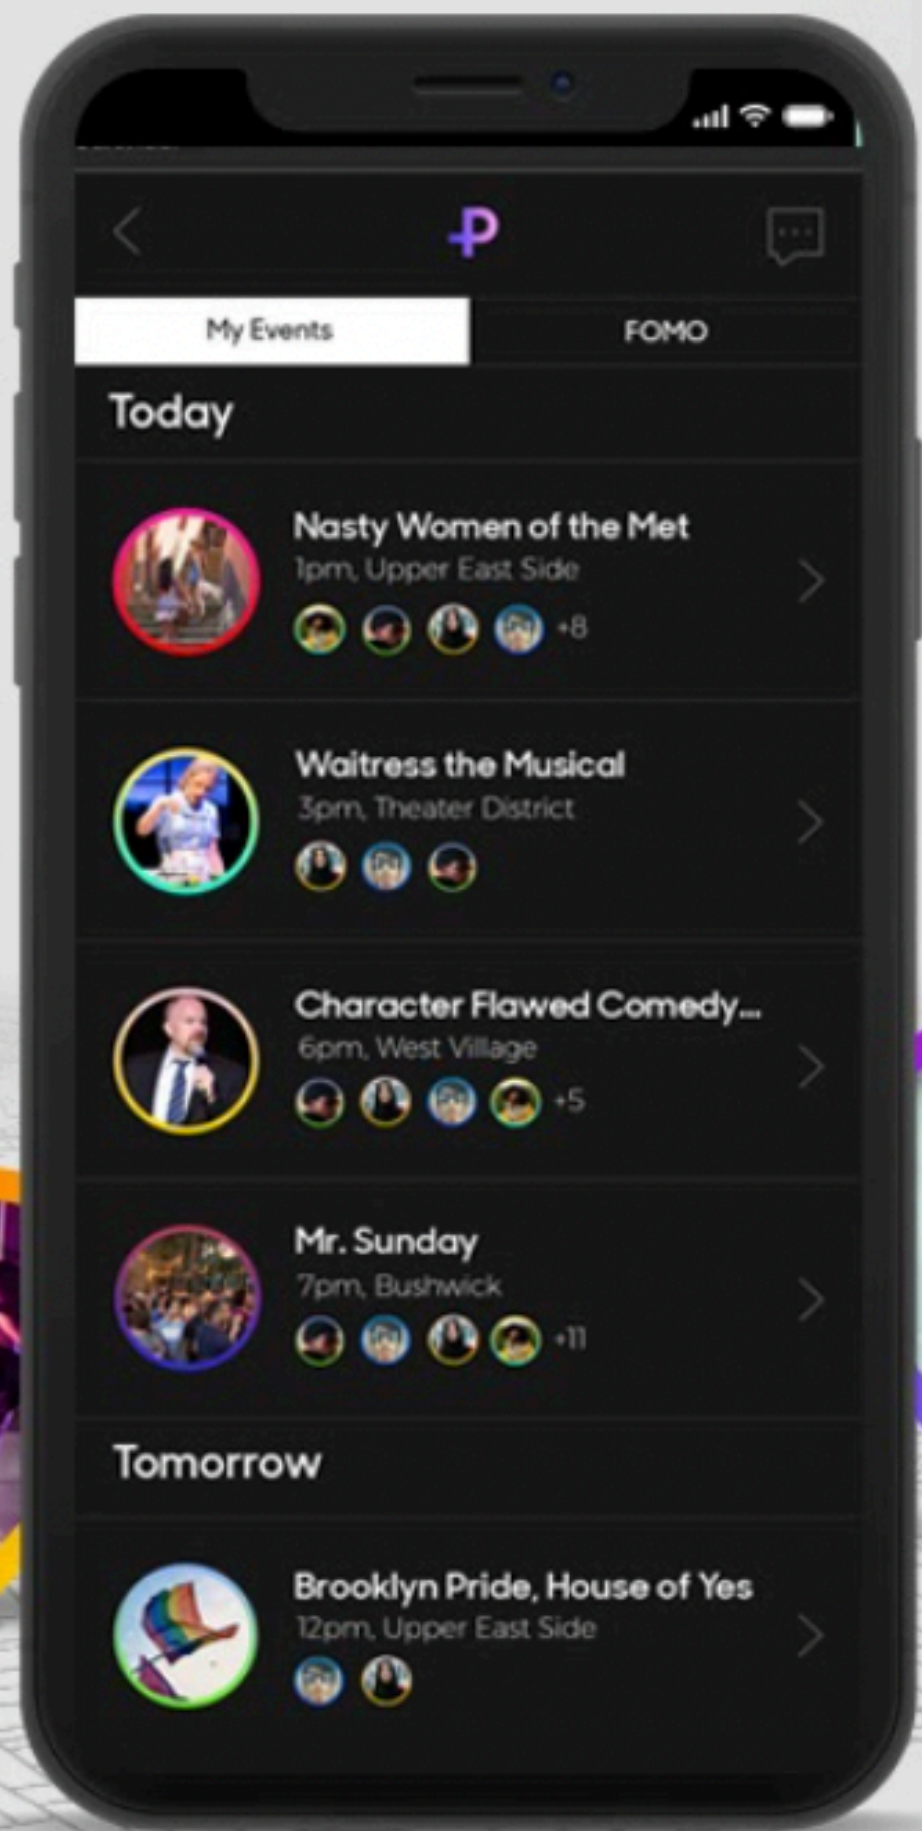 My Events
FOMO
Today
Nasty Women of the Met
1pm, Upper East Side
+8
Waitress the Musical
3pm, Theater District
Character Flawed Comedy...
6pm, West Village
+5
Mr. Sunday
7pm, Bushwick
+11
Tomorrow
Brooklyn Pride, House of Yes
12pm, Upper East Side